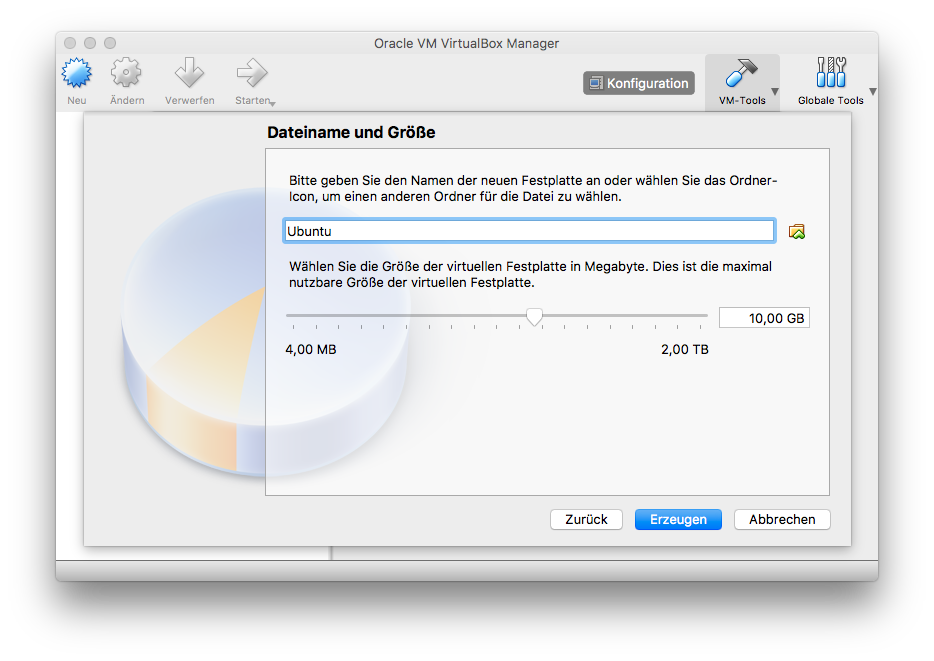 Oracle VM VirtualBox Manager
Neu
Ändern
Verwerfen
Starten
Konfiguration
VM-Tools
Globale Tools
Dateiname und Größe
Bitte geben Sie den Namen der neuen Festplatte an oder wählen Sie das Ordner-
Icon, um einen anderen Ordner für die Datei zu wählen.
Ubuntu
Wählen Sie die Größe der virtuellen Festplatte in Megabyte. Dies ist die maximal
nutzbare Größe der virtuellen Festplatte.
10,00 GB
4,00 MB
2,00 TB
Zurück
Erzeugen
Abbrechen